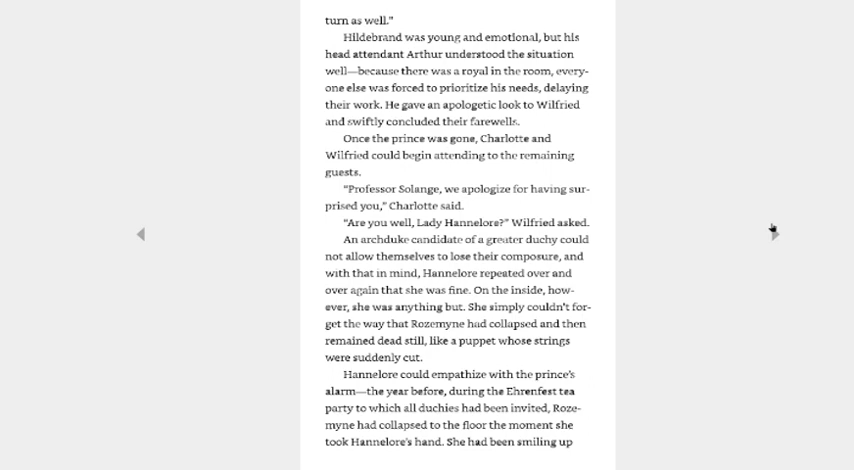 turn as well.”
Hildebrand was young and emotional, but his
head attendant Arthur understood the situation
well—because there was a royal in the room, every-
one else was forced to prioritize his needs, delaying
their work. He gave an apologetic look to Wilfried
and swiftly concluded their farewells.
Once the prince was gone, Charlotte and
Wilfried could begin attending to the remaining
guests.
“Professor Solange, we apologize for having sur-
prised you,” Charlotte said.
“Are you well, Lady Hannelore?” Wilfried asked.
An archduke candidate of a greater duchy could
not allow themselves to lose their composure, and
with that in mind, Hannelore repeated over and
over again that she was fine. On the inside, how-
ever, she was anything but. She simply couldn’t for-
get the way that Rozemyne had collapsed and then
remained dead still, like a puppet whose strings
were suddenly cut.
Hannelore could empathize with the prince’s
alarm—the year before, during the Ehrenfest tea
party to which all duchies had been invited, Roze-
myne had collapsed to the floor the moment she
took Hannelore’s hand. She had been smiling up